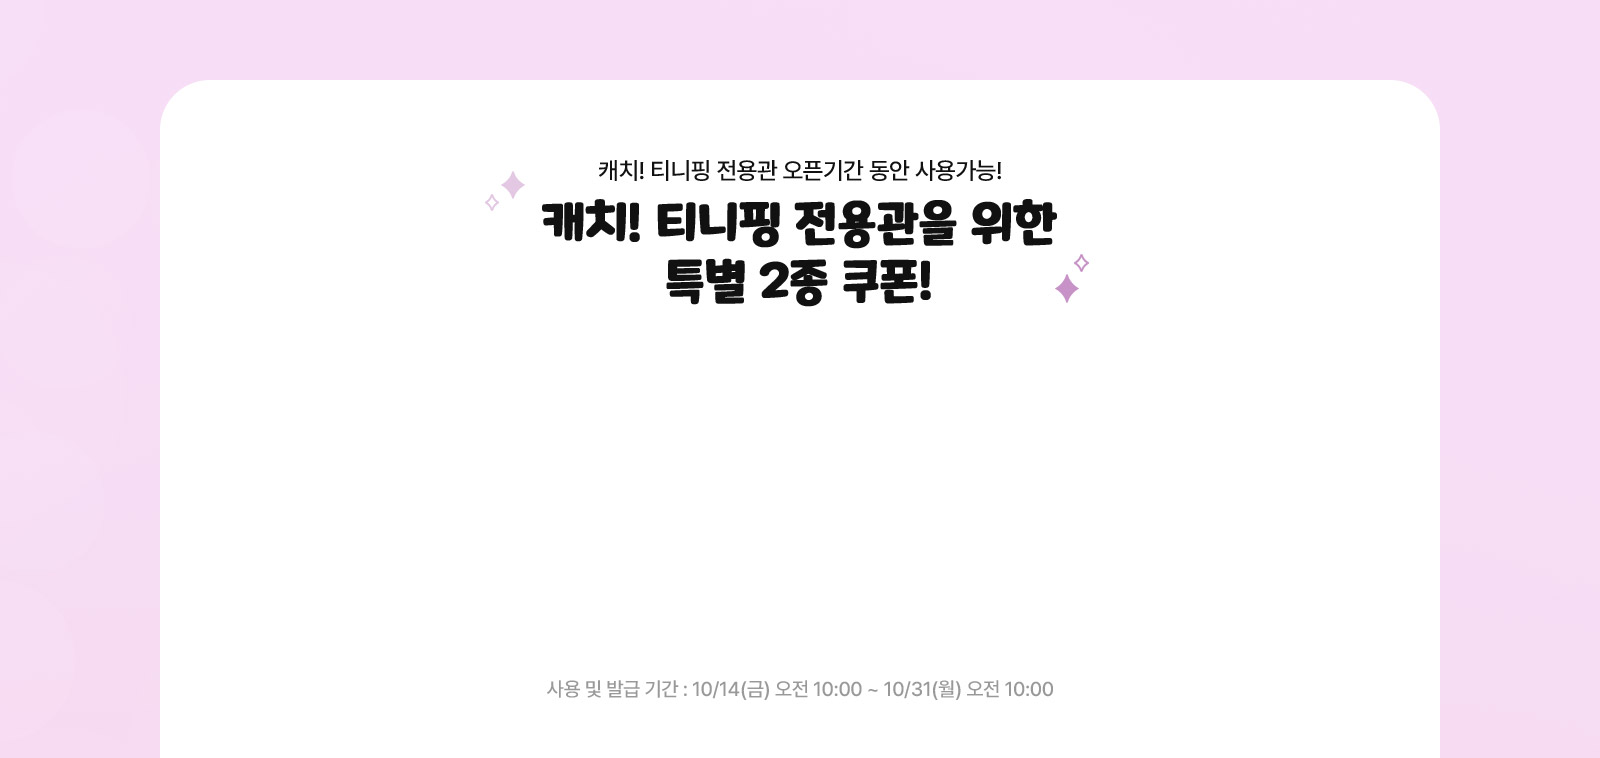 캐치! 티니핑 전용관 오픈기간 동안 사용가능!
캐치! 티니핑 전용관을 위한
특별 2종 쿠폰!
사용 및 발급 기간 : 10/14(금) 오전 10:00 ~ 10/31(월) 오전 10:00